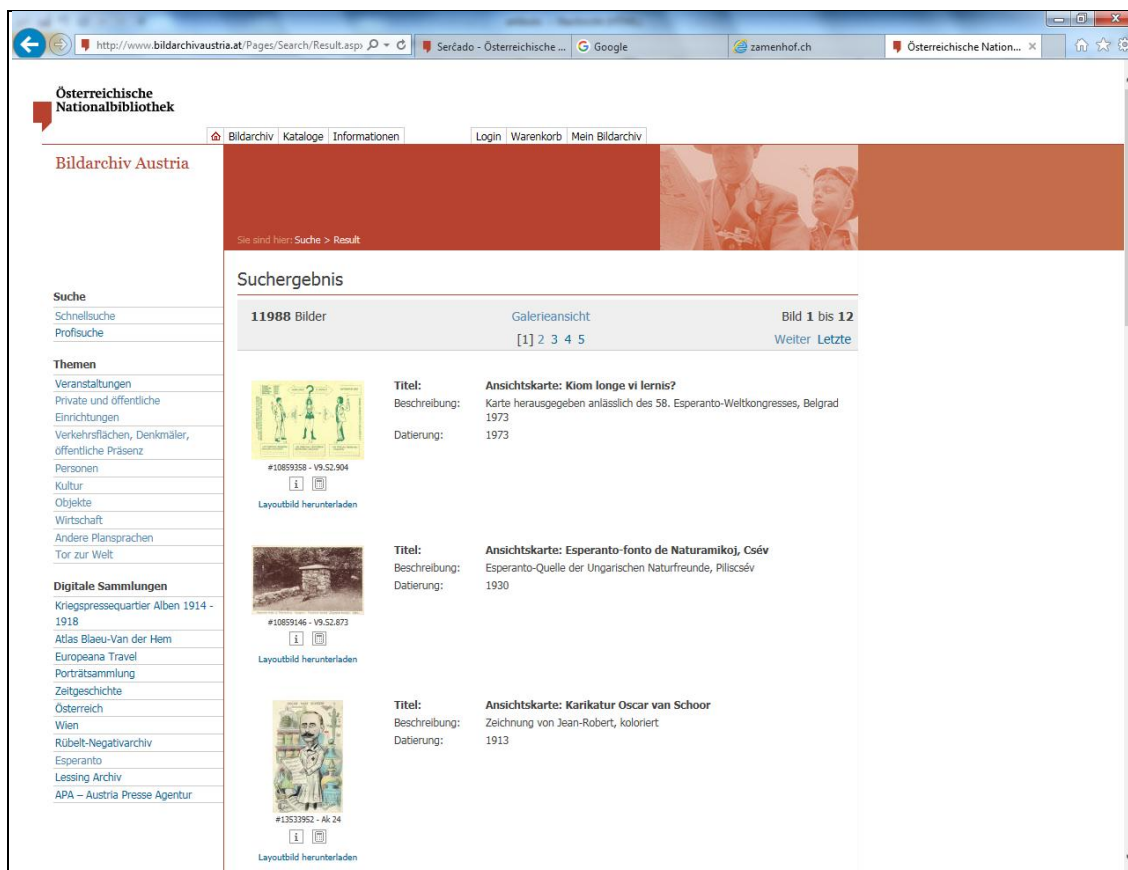 http://www.bildarchivaustria.at/Pages/Search/Result.asp
Serĉado - Österreichische ...
Google
zamenhof.ch
Österreichische Nation...
Österreichische
Nationalbibliothek
Bildarchiv Kataloge Informationen
Login Warenkorb Mein Bildarchiv
Bildarchiv Austria
Sie sind hier: Suche > Result
Suche
Schnellsuche
Profisuche
Themen
Veranstaltungen
Private und öffentliche
Einrichtungen
Verkehrsflächen, Denkmäler,
öffentliche Präsenz
Personen
Kultur
Objekte
Wirtschaft
Andere Plansprachen
Tor zur Welt
Digitale Sammlungen
Kriegspressequartier Alben 1914 -
1918
Atlas Blaeu-Van der Hem
Europeana Travel
Porträtsammlung
Zeitgeschichte
Österreich
Wien
Rübelt-Negativarchiv
Esperanto
Lessing Archiv
APA – Austria Presse Agentur
Suchergebnis
11988 Bilder Galerieansicht Bild 1 bis 12
[1] 2 3 4 5 Weiter Letzte
Titel: Ansichtskarte: Kiom longe vi lernis?
Beschreibung: Karte herausgegeben anlässlich des 58. Esperanto-Weltkongresses, Belgrad
1973
Datierung: 1973
#10859358 - V9.52.904
Layoutbild herunterladen
Titel: Ansichtskarte: Esperanto-fonto de Naturamikoj, Csév
Beschreibung: Esperanto-Quelle der Ungarischen Naturfreunde, Piliscsév
Datierung: 1930
#10859146 - V9.52.873
Layoutbild herunterladen
Titel: Ansichtskarte: Karikatur Oscar van Schoor
Beschreibung: Zeichnung von Jean-Robert, koloriert
Datierung: 1913
#13533952 - Ak 24
Layoutbild herunterladen